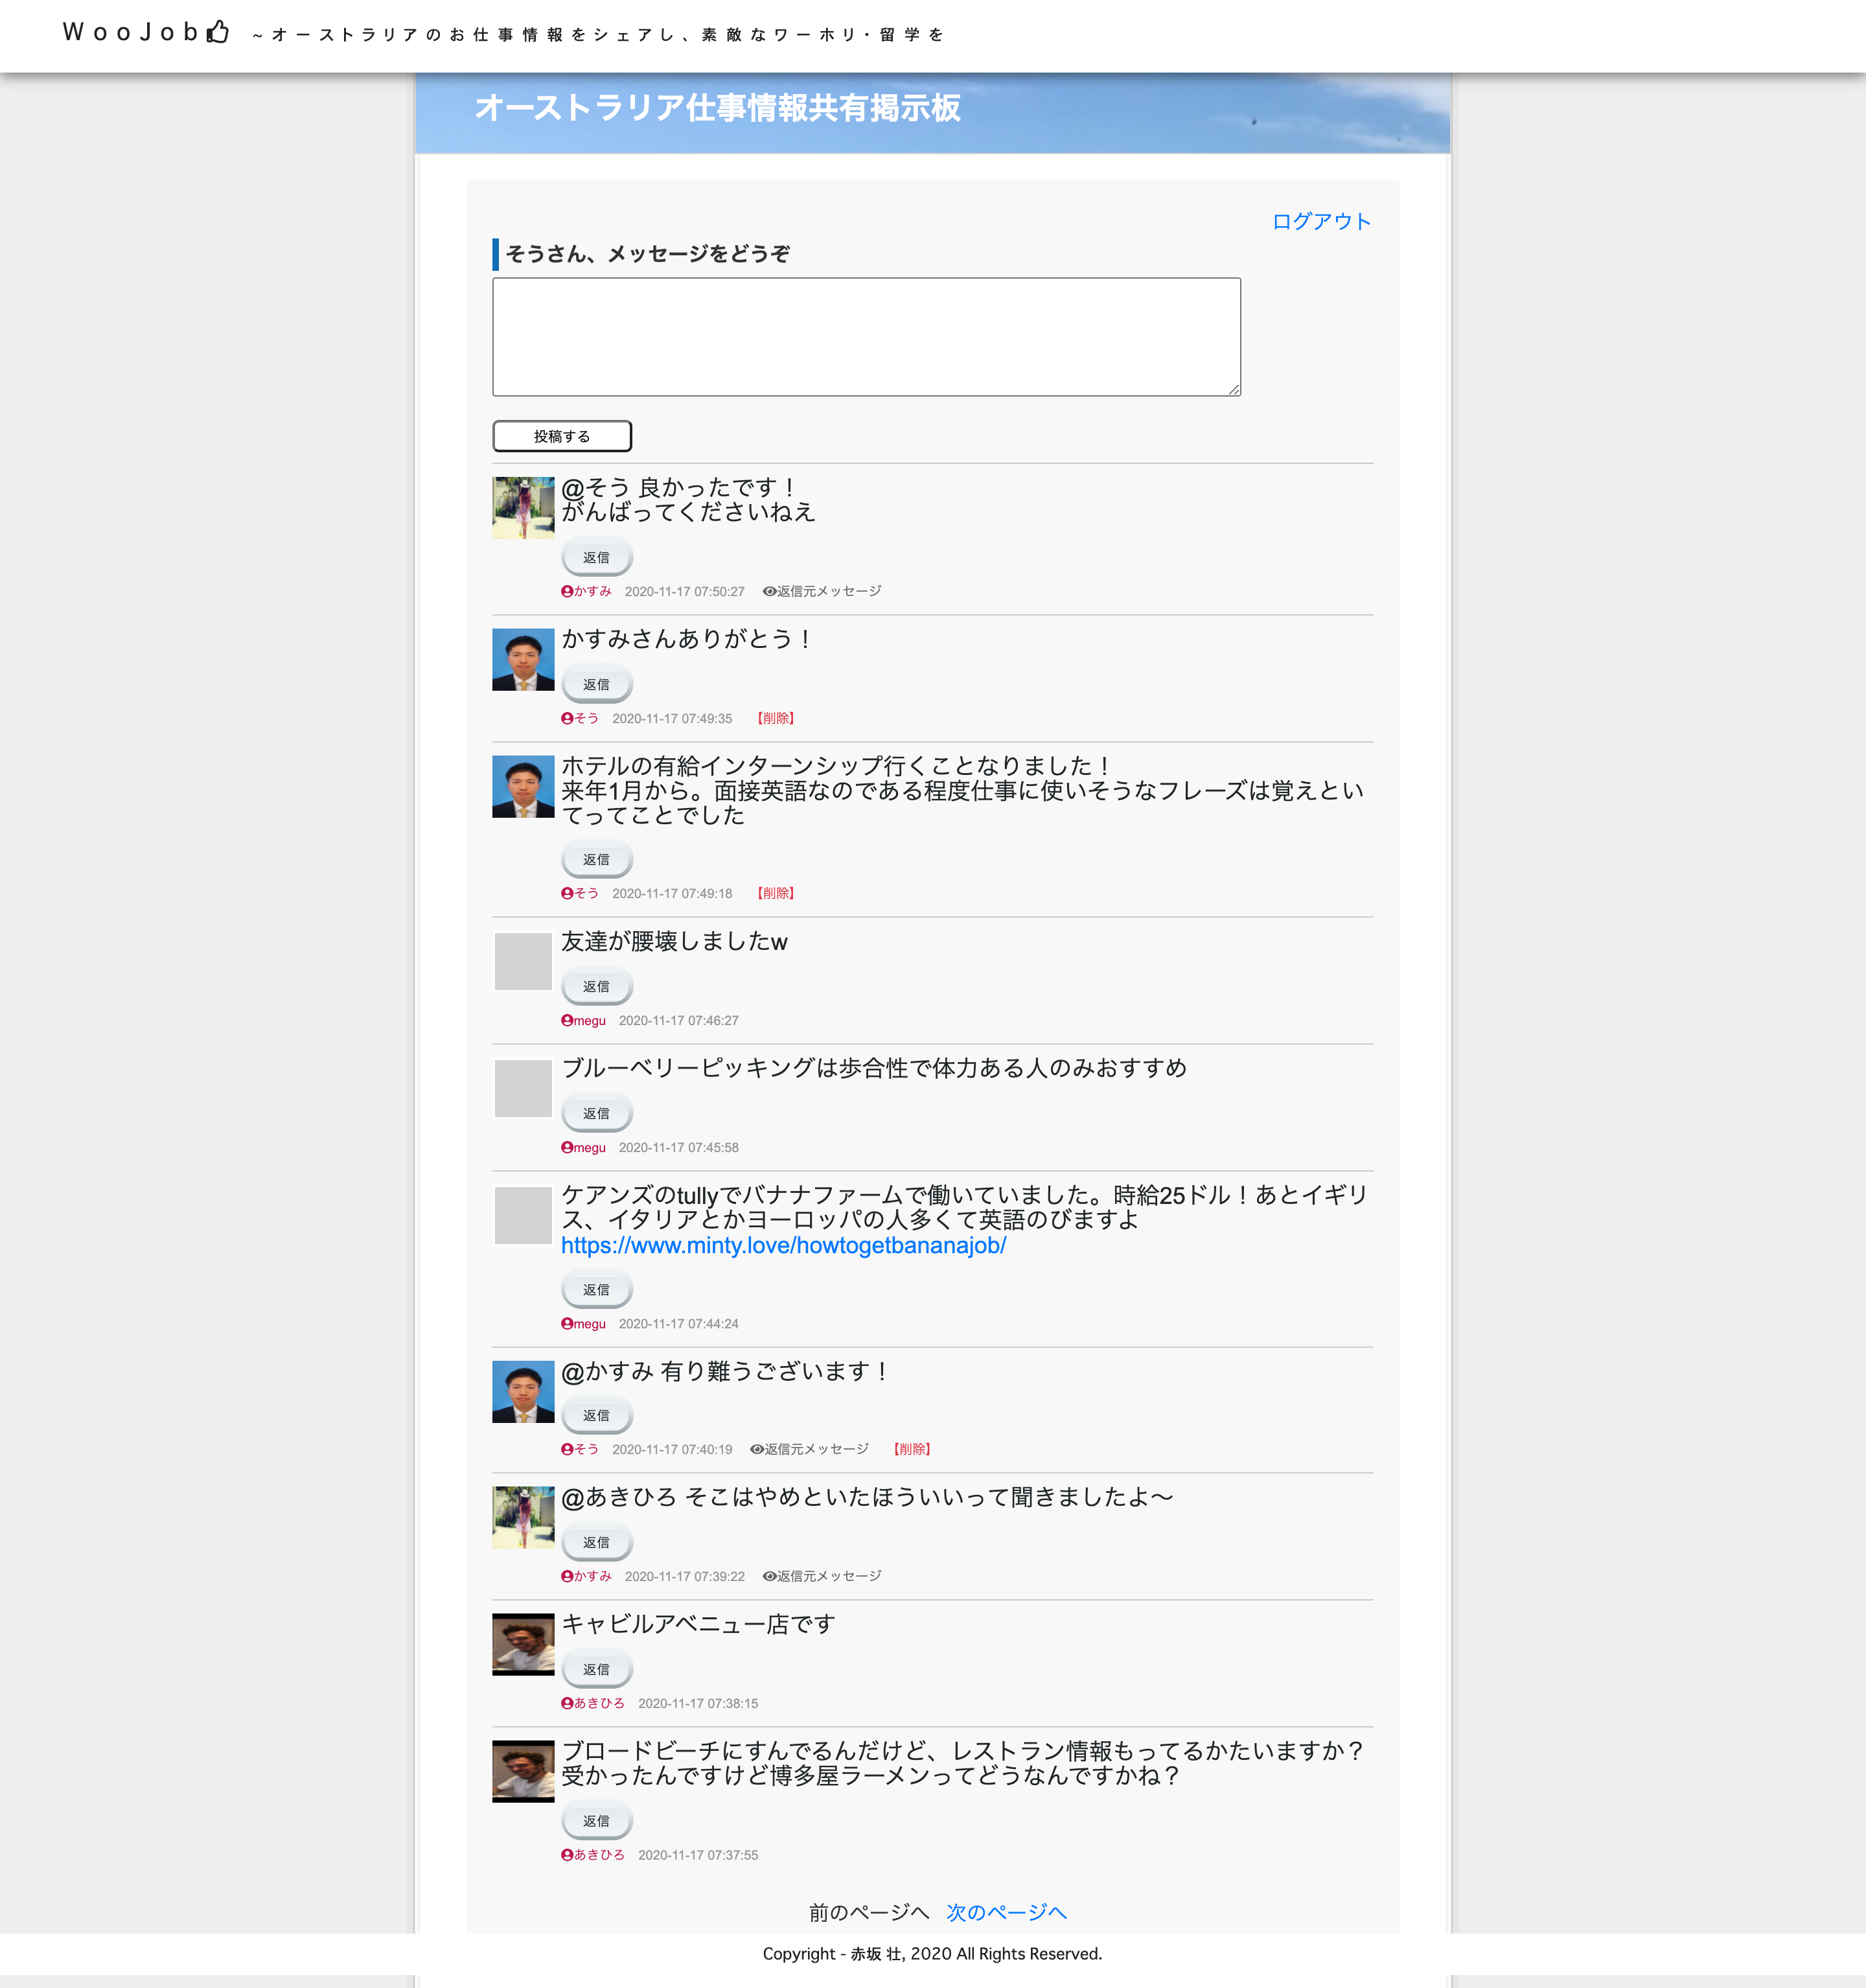 WooJob ~オーストラリアのお仕事情報をシェアし、素敵なワーホリ·留学を
オーストラリア仕事情報共有掲示板
ログアウト
そうさん、メッセージをどうぞ
投稿する
@そう 良かったです！
がんばってくださいねえ
返信
かすみ 2020-11-17 07:50:27 返信元メッセージ
かすみさんありがとう！
返信
そう 2020-11-17 07:49:35 【削除】
ホテルの有給インターンシップ行くことなりました！
来年1月から。面接英語なのである程度仕事に使いそうなフレーズは覚えとい
てってことでした
返信
そう 2020-11-17 07:49:18 【削除】
友達が腰壊しましたw
返信
megu 2020-11-17 07:46:27
ブルーベリーピッキングは歩合性で体力ある人のみおすすめ
返信
megu 2020-11-17 07:45:58
ケアンズのtullyでバナナファームで働いていました。時給25ドル！あとイギリ
ス、イタリアとかヨーロッパの人多くて英語のびますよ
https://www.minty.love/howtogetbananajob/
返信
megu 2020-11-17 07:44:24
@かすみ 有り難うございます！
返信
そう 2020-11-17 07:40:19 返信元メッセージ 【削除】
@あきひろ そこはやめといたほういいって聞きましたよ〜
返信
かすみ 2020-11-17 07:39:22 返信元メッセージ
キャビルアベニュー店です
返信
あきひろ 2020-11-17 07:38:15
ブロードビーチにすんでるんだけど、レストラン情報もってるかたいますか？
受かったんですけど博多屋ラーメンってどうなんですかね？
返信
あきひろ 2020-11-17 07:37:55
前のページへ 次のページへ
Copyright - 赤坂 壮, 2020 All Rights Reserved.